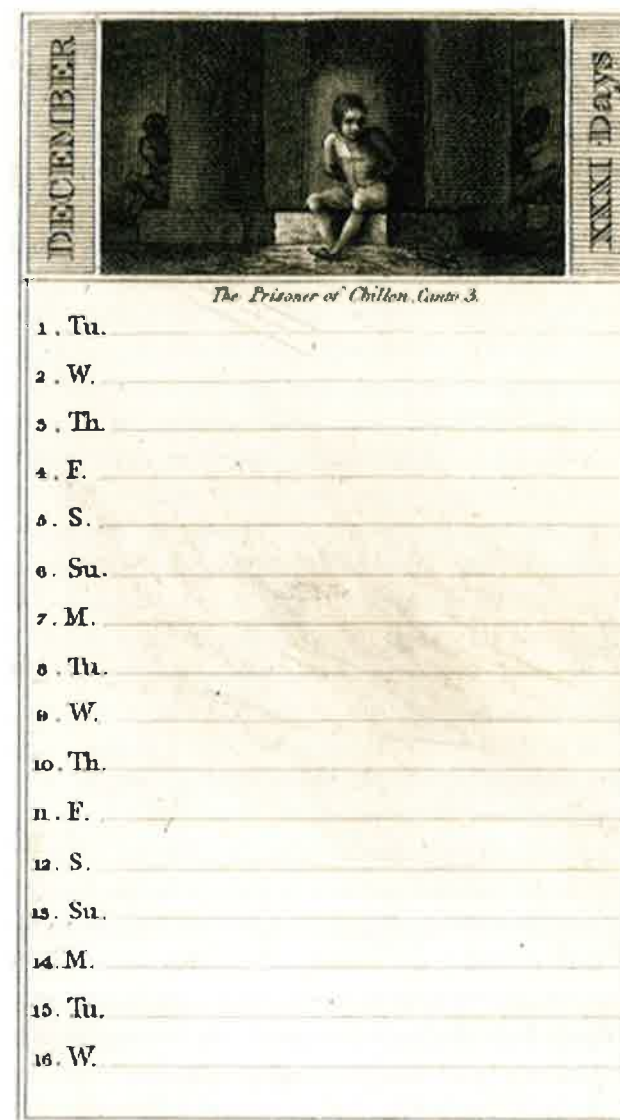 DECEMBER
XXXI Days
The Prisoner of Chillon. Canto 3.
1. Tu.
2. W.
3. Th.
4. F.
5. S.
6. Su.
7. M.
8. Tu.
9. W.
10. Th.
11. F.
12. S.
13. Su.
14. M.
15. Tu.
16. W.